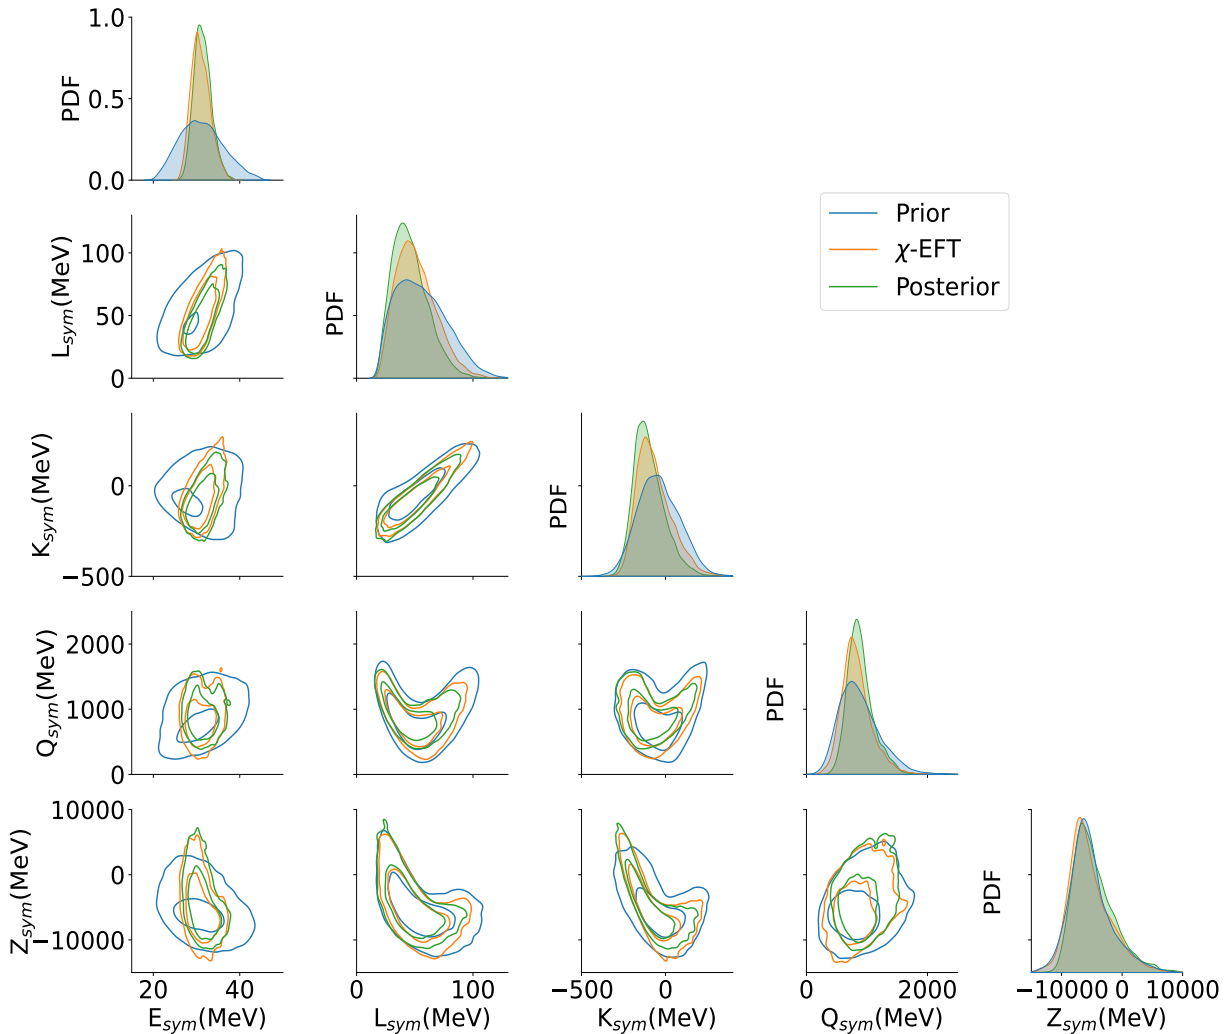 1.0
0.5
0.0
PDF
Prior
χ-EFT
Posterior
100
50
0
L_sym(MeV)
PDF
0
−500
K_sym(MeV)
PDF
2000
1000
0
Q_sym(MeV)
PDF
10000
0
−10000
Z_sym(MeV)
PDF
20 40 0 100 −500 0 0 2000 −10000 0 10000
E_sym(MeV) L_sym(MeV) K_sym(MeV) Q_sym(MeV) Z_sym(MeV)